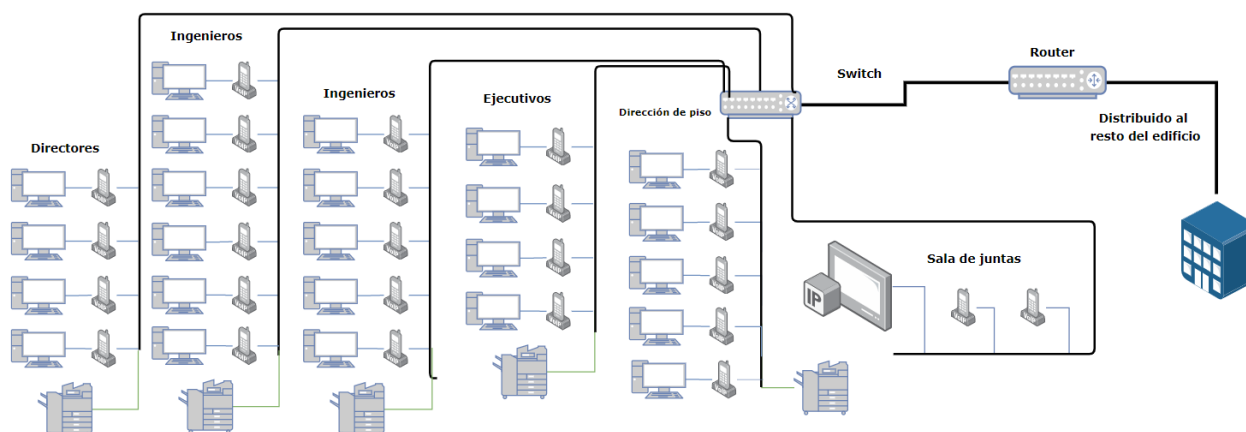 Ingenieros
Router
Switch
Ingenieros
Ejecutivos
Dirección de piso
Distribuido al
resto del edificio
Directores
Sala de juntas
IP